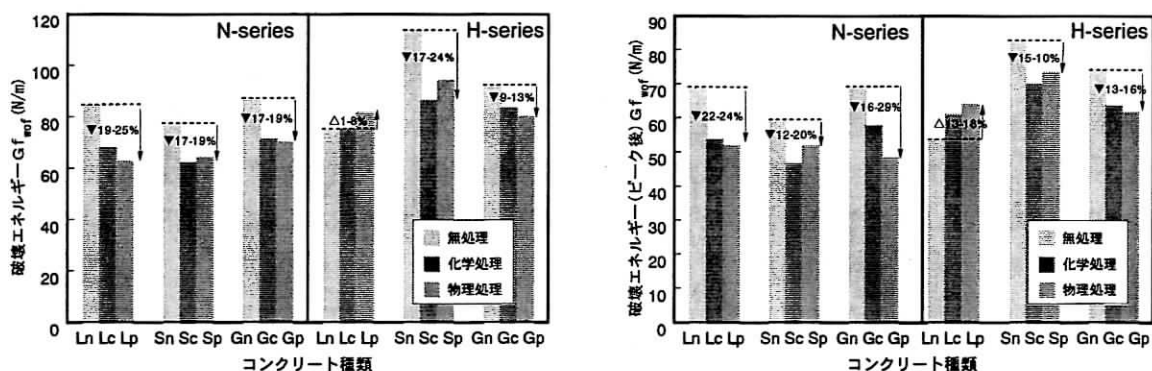 破壊エネルギーGfwof(N/m)
120
100
80
60
40
20
0
N-series
H-series
▼19-25%
▼17-19%
▼17-19%
△1-8%
▼17-24%
▼9-13%
無処理
化学処理
物理処理
Ln Lc Lp Sn Sc Sp Gn Gc Gp Ln Lc Lp Sn Sc Sp Gn Gc Gp
コンクリート種類
破壊エネルギー(ピーク後) Gfwof(N/m)
90
80
70
60
50
40
30
20
10
0
N-series
H-series
▼22-24%
▼12-20%
▼16-29%
△13-18%
▼15-10%
▼13-16%
無処理
化学処理
物理処理
Ln Lc Lp Sn Sc Sp Gn Gc Gp Ln Lc Lp Sn Sc Sp Gn Gc Gp
コンクリート種類